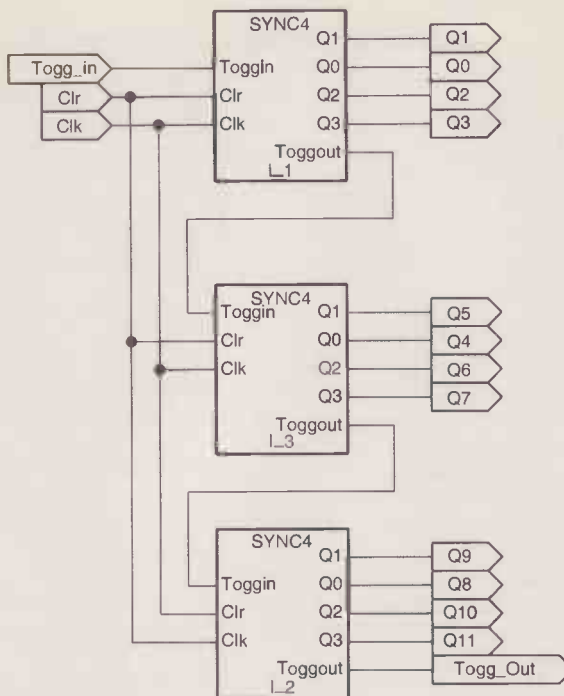 SYNC4
Q1 Q1
Togg_in Toggin Q0 Q0
Clr Clr Q2 Q2
Clk Clk Q3 Q3
Toggout
I_1
SYNC4
Toggin Q1 Q5
Clr Q0 Q4
Clk Q2 Q6
Q3 Q7
Toggout
I_3
SYNC4
Q1 Q9
Toggin Q0 Q8
Clr Q2 Q10
Clk Q3 Q11
Toggout Togg_Out
I_2